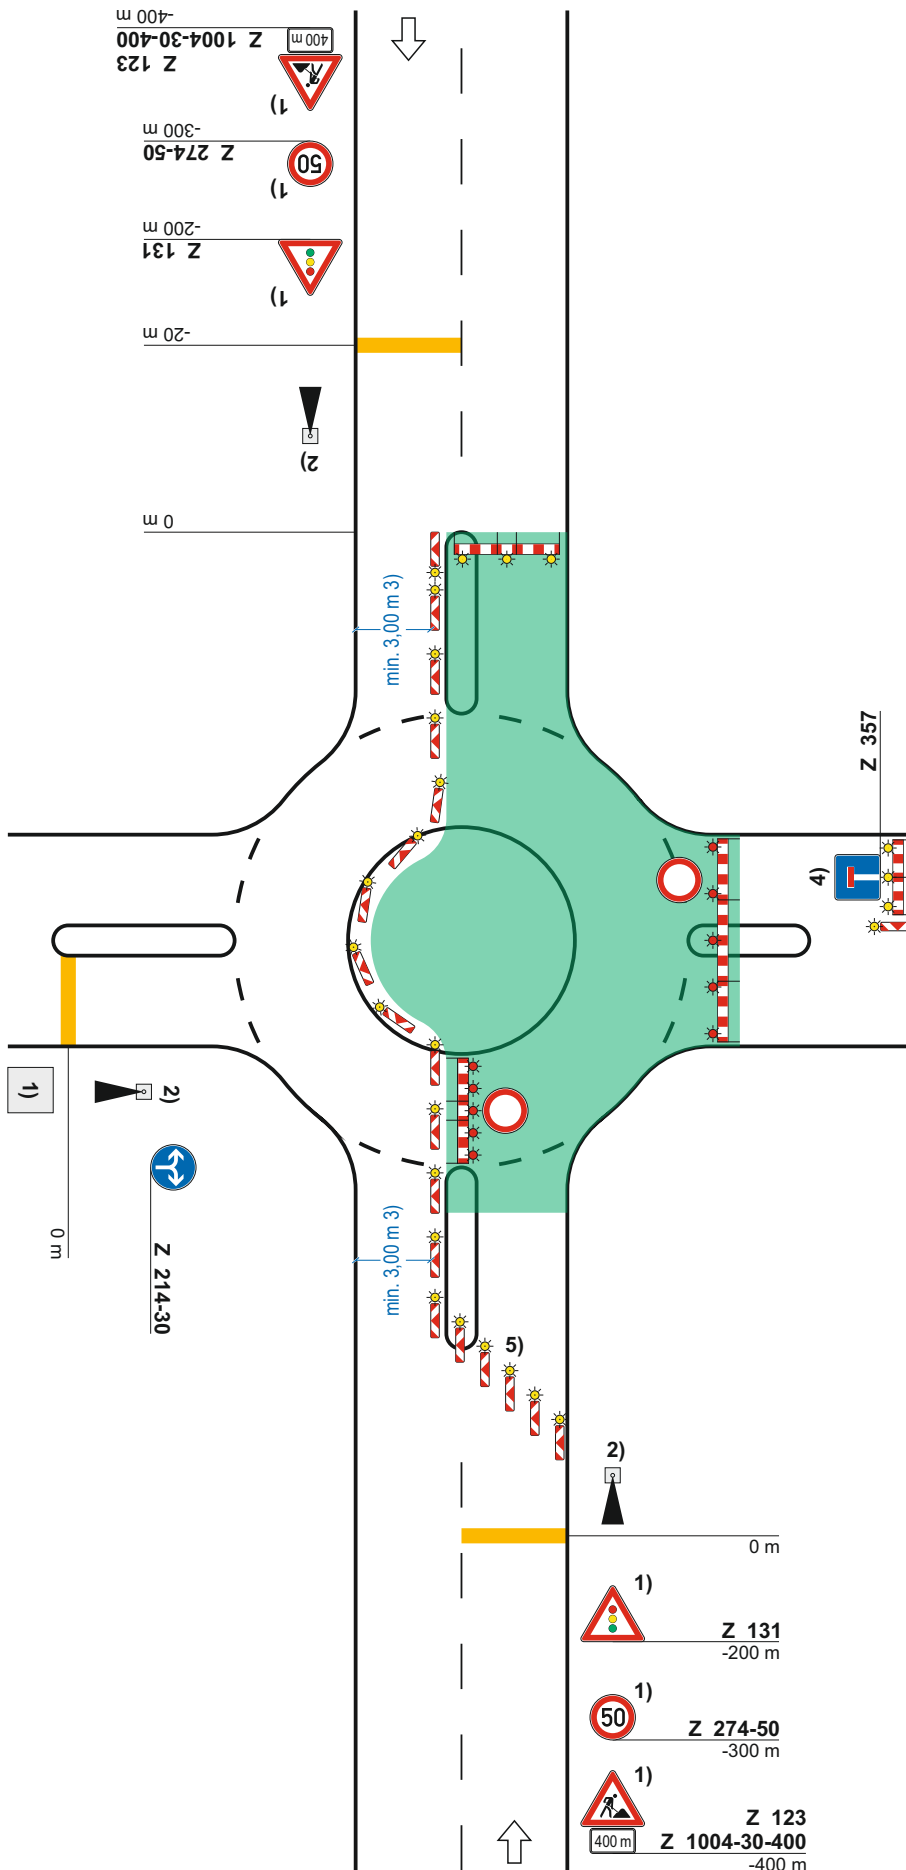 -400 m
Z 1004-30-400
400 m
Z 123
1)
-300 m
Z 274-50
50
1)
-200 m
Z 131
1)
-20 m
2)
0 m
min. 3,00 m 3)
Z 357
4)
1)
2)
0 m
Z 214-30
min. 3,00 m 3)
5)
2)
0 m
1)
Z 131
-200 m
1)
50
Z 274-50
-300 m
1)
Z 123
400 m
Z 1004-30-400
-400 m